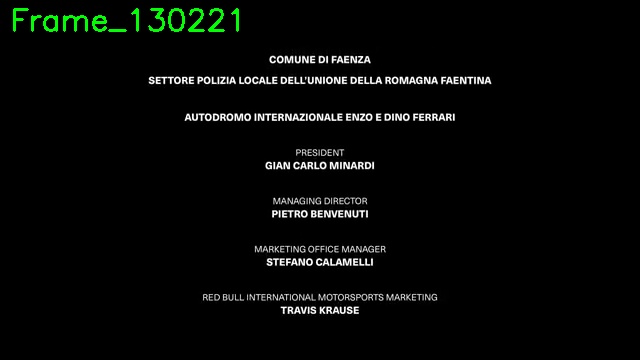 Frame_130221
COMUNE DI FAENZA
SETTORE POLIZIA LOCALE DELL'UNIONE DELLA ROMAGNA FAENTINA
AUTODROMO INTERNAZIONALE ENZO E DINO FERRARI
PRESIDENT
GIAN CARLO MINARDI
MANAGING DIRECTOR
PIETRO BENVENUTI
MARKETING OFFICE MANAGER
STEFANO CALAMELLI
RED BULL INTERNATIONAL MOTORSPORTS MARKETING
TRAVIS KRAUSE